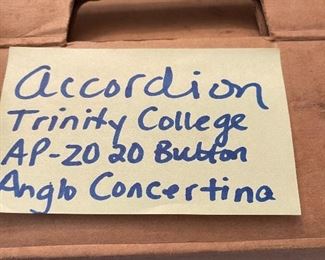 accordion
Trinity College
AP-20 20 Button
Anglo Concertina